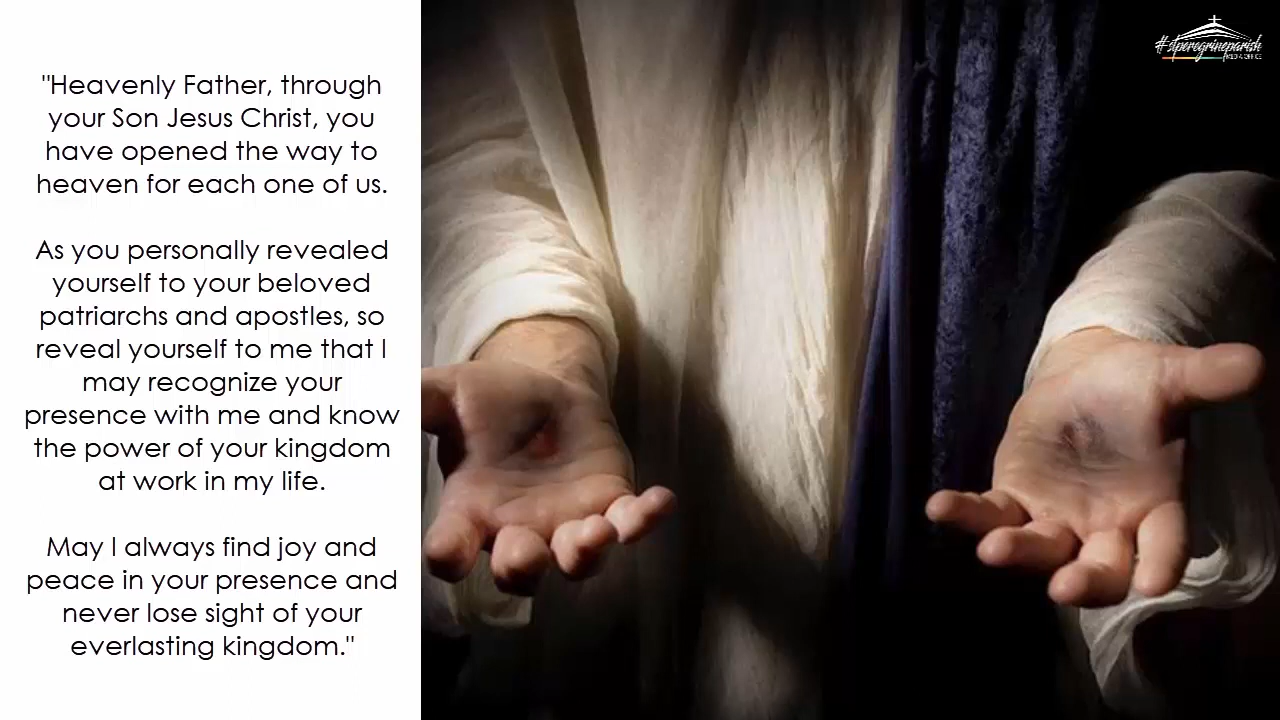 "Heavenly Father, through
your Son Jesus Christ, you
have opened the way to
heaven for each one of us.
As you personally revealed
yourself to your beloved
patriarchs and apostles, so
reveal yourself to me that I
may recognize your
presence with me and know
the power of your kingdom
at work in my life.
May I always find joy and
peace in your presence and
never lose sight of your
everlasting kingdom."
#stperegrineparish
MEDIA OFFICE